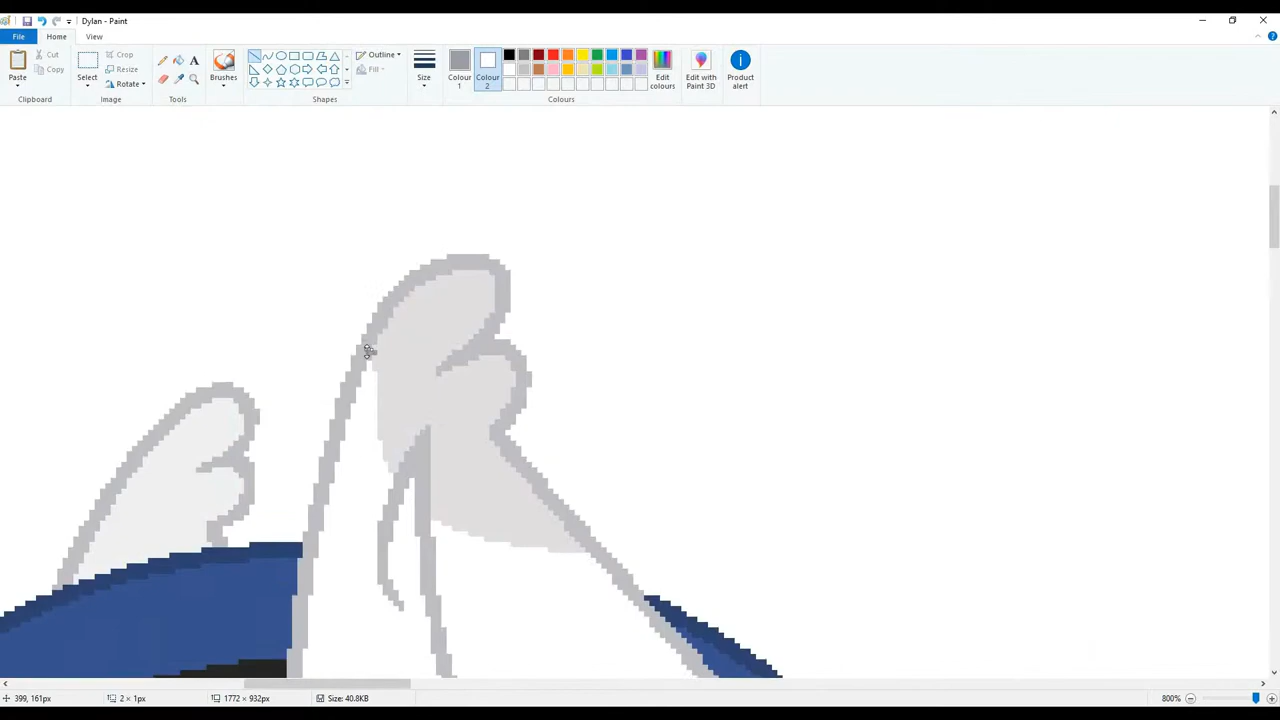 Dylan - Paint
File Home View
Paste
Cut
Copy
Clipboard
Select
Crop
Resize
Rotate
Image
A
Tools
Brushes
Outline
Fill
Shapes
Size
Colour 1
Colour 2
Edit colours
Edit with Paint 3D
Product alert
Colours
399, 161px
2 × 1px
1772 × 932px
Size: 40.8KB
800%